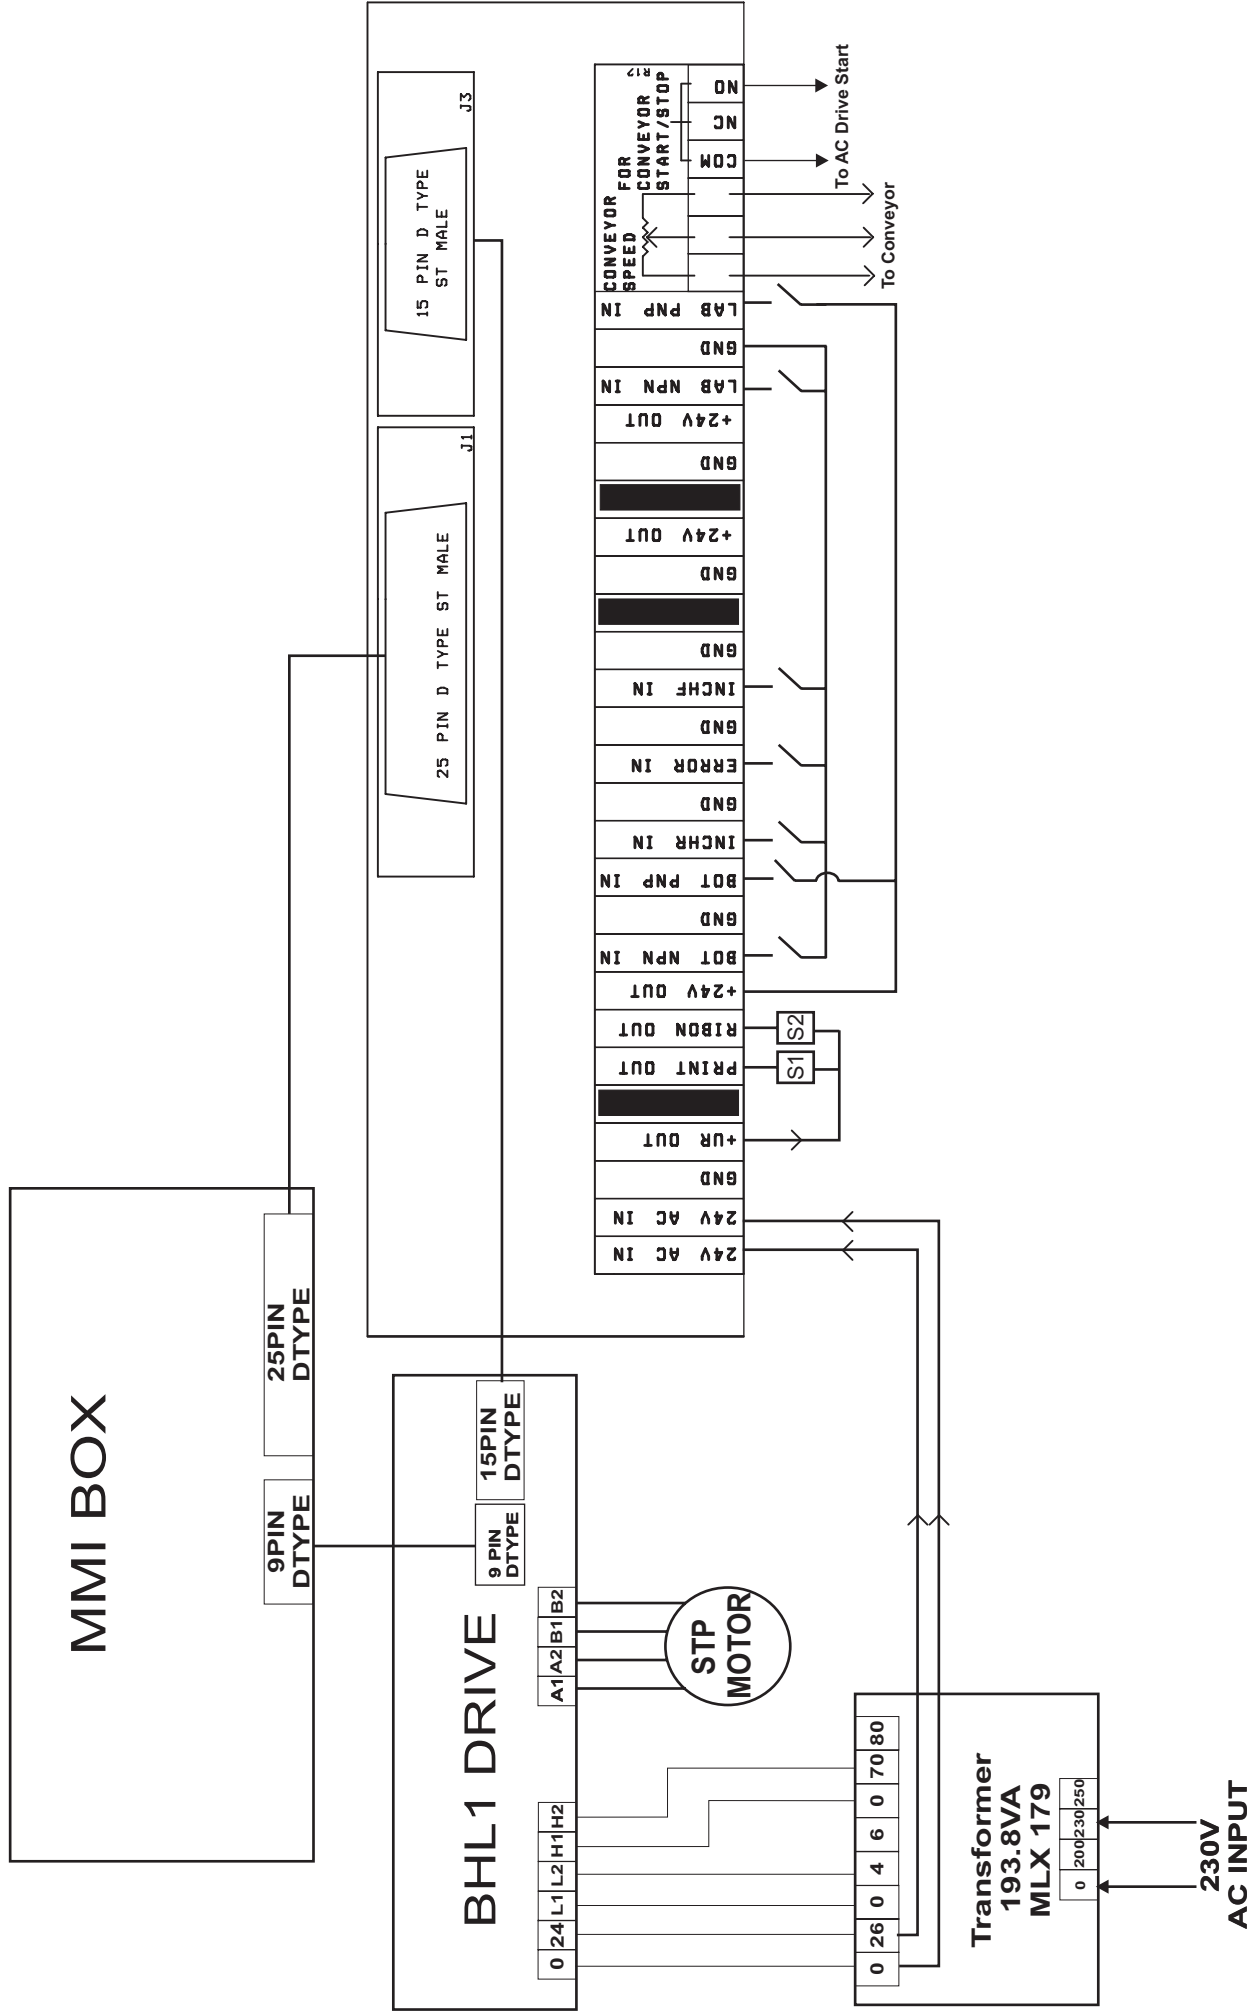 MMI BOX
9PIN
DTYPE
25PIN
DTYPE
25 PIN D TYPE ST MALE
J1
15 PIN D TYPE
ST MALE
J3
BHL1 DRIVE
9 PIN
DTYPE
15PIN
DTYPE
0
24
L1
L2
H1
H2
A1
A2
B1
B2
STP
MOTOR
24V AC IN
24V AC IN
GND
+UR OUT
PRINT OUT
RIBON OUT
+24V OUT
BOT NPN IN
GND
BOT PNP IN
INCHR IN
GND
ERROR IN
GND
INCHF IN
GND
GND
+24V OUT
GND
+24V OUT
LAB NPN IN
GND
LAB PNP IN
CONVEYOR
SPEED
FOR
CONVEYOR
START/STOP
R17
COM
NC
NO
S1
S2
To Conveyor
To AC Drive Start
0
26
0
4
6
0
70
80
Transformer
193.8VA
MLX 179
0
200
230
250
230V
AC INPUT